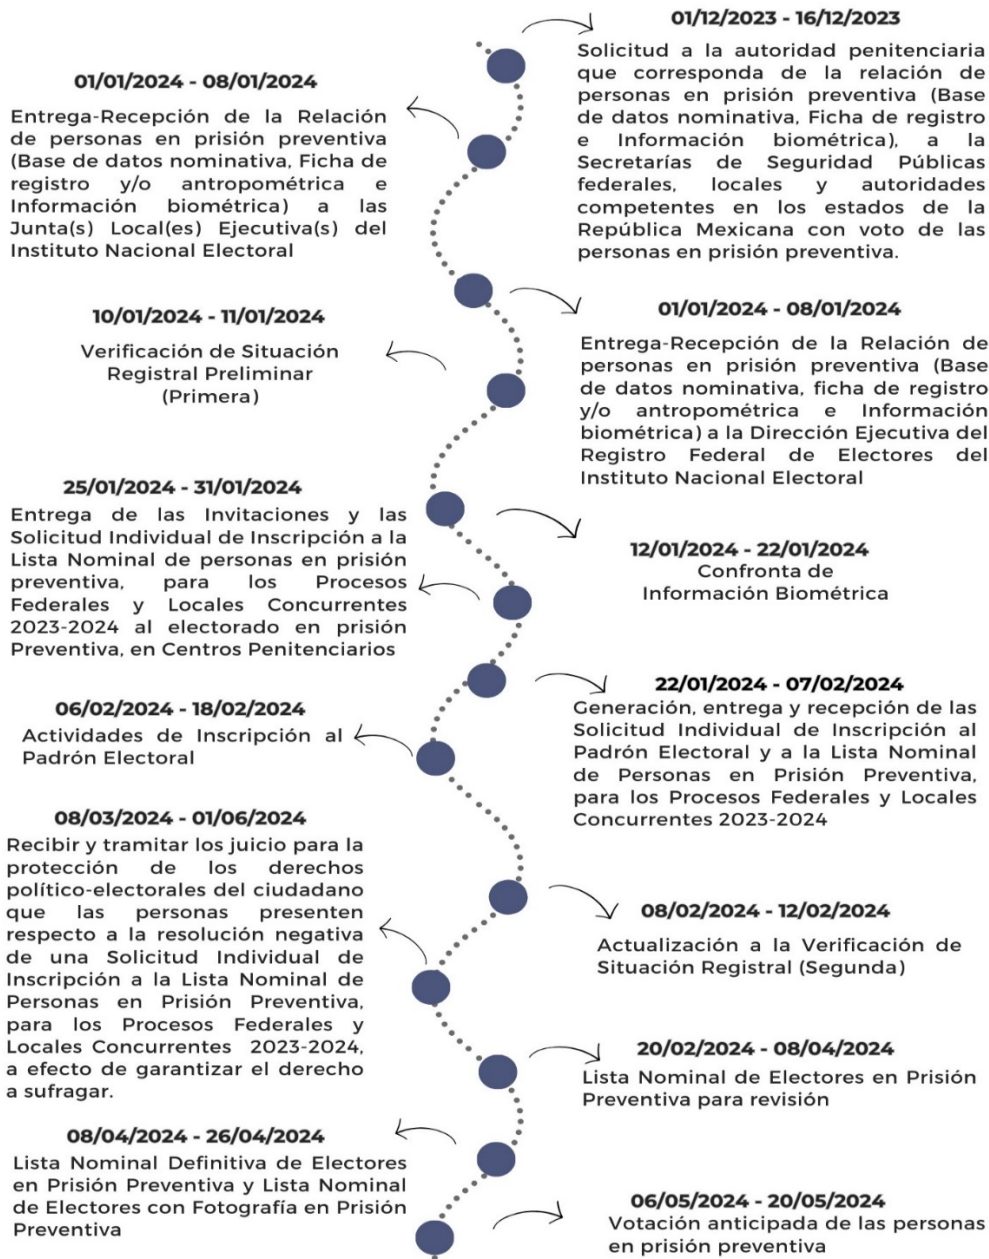 01/12/2023 - 16/12/2023
Solicitud a la autoridad penitenciaria
que corresponda de la relación de
personas en prisión preventiva (Base
de datos nominativa, Ficha de registro
e Información biométrica), a la
Secretarías de Seguridad Públicas
federales, locales y autoridades
competentes en los estados de la
República Mexicana con voto de las
personas en prisión preventiva.
01/01/2024 - 08/01/2024
Entrega-Recepción de la Relación
de personas en prisión preventiva
(Base de datos nominativa, Ficha de
registro y/o antropométrica e
Información biométrica) a las
Junta(s) Local(es) Ejecutiva(s) del
Instituto Nacional Electoral
01/01/2024 - 08/01/2024
Entrega-Recepción de la Relación de
personas en prisión preventiva (Base
de datos nominativa, ficha de registro
y/o antropométrica e Información
biométrica) a la Dirección Ejecutiva del
Registro Federal de Electores del
Instituto Nacional Electoral
10/01/2024 - 11/01/2024
Verificación de Situación
Registral Preliminar
(Primera)
12/01/2024 - 22/01/2024
Confronta de
Información Biométrica
25/01/2024 - 31/01/2024
Entrega de las Invitaciones y las
Solicitud Individual de Inscripción a la
Lista Nominal de personas en prisión
preventiva, para los Procesos
Federales y Locales Concurrentes
2023-2024 al electorado en prisión
Preventiva, en Centros Penitenciarios
22/01/2024 - 07/02/2024
Generación, entrega y recepción de las
Solicitud Individual de Inscripción al
Padrón Electoral y a la Lista Nominal
de Personas en Prisión Preventiva,
para los Procesos Federales y Locales
Concurrentes 2023-2024
06/02/2024 - 18/02/2024
Actividades de Inscripción al
Padrón Electoral
08/02/2024 - 12/02/2024
Actualización a la Verificación de
Situación Registral (Segunda)
08/03/2024 - 01/06/2024
Recibir y tramitar los juicio para la
protección de los derechos
político-electorales del ciudadano
que las personas presenten
respecto a la resolución negativa
de una Solicitud Individual de
Inscripción a la Lista Nominal de
Personas en Prisión Preventiva,
para los Procesos Federales y
Locales Concurrentes 2023-2024,
a efecto de garantizar el derecho
a sufragar.
20/02/2024 - 08/04/2024
Lista Nominal de Electores en Prisión
Preventiva para revisión
08/04/2024 - 26/04/2024
Lista Nominal Definitiva de Electores
en Prisión Preventiva y Lista Nominal
de Electores con Fotografía en Prisión
Preventiva
06/05/2024 - 20/05/2024
Votación anticipada de las personas
en prisión preventiva